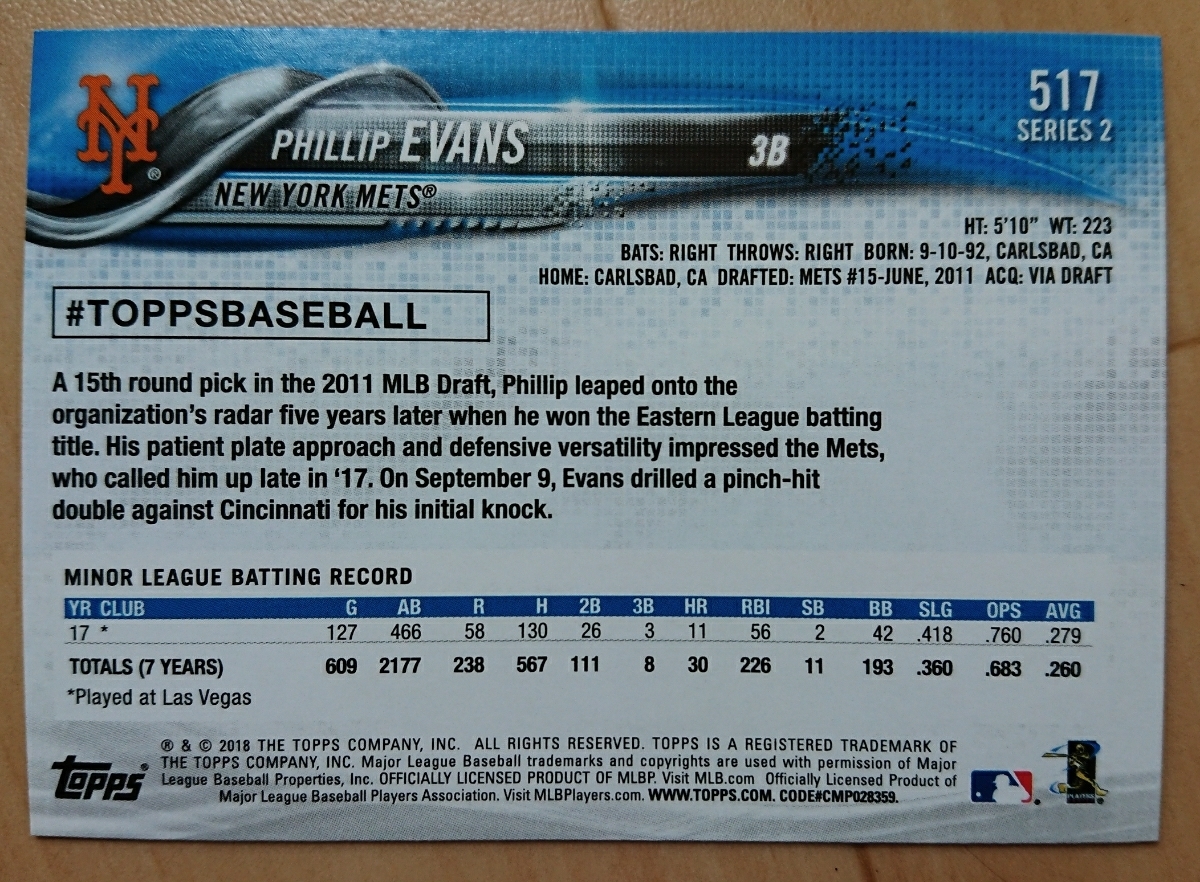 NY ®
517
SERIES 2
PHILLIP EVANS 3B
NEW YORK METS®
HT: 5'10" WT: 223
BATS: RIGHT THROWS: RIGHT BORN: 9-10-92, CARLSBAD, CA
HOME: CARLSBAD, CA DRAFTED: METS #15-JUNE, 2011 ACQ: VIA DRAFT
#TOPPSBASEBALL
A 15th round pick in the 2011 MLB Draft, Phillip leaped onto the
organization's radar five years later when he won the Eastern League batting
title. His patient plate approach and defensive versatility impressed the Mets,
who called him up late in '17. On September 9, Evans drilled a pinch-hit
double against Cincinnati for his initial knock.
MINOR LEAGUE BATTING RECORD
YR CLUB G AB R H 2B 3B HR RBI SB BB SLG OPS AVG
17 * 127 466 58 130 26 3 11 56 2 42 .418 .760 .279
TOTALS (7 YEARS) 609 2177 238 567 111 8 30 226 11 193 .360 .683 .260
*Played at Las Vegas
topps®
® & © 2018 THE TOPPS COMPANY, INC. ALL RIGHTS RESERVED. TOPPS IS A REGISTERED TRADEMARK OF
THE TOPPS COMPANY, INC. Major League Baseball trademarks and copyrights are used with permission of Major
League Baseball Properties, Inc. OFFICIALLY LICENSED PRODUCT OF MLBP. Visit MLB.com Officially Licensed Product of
Major League Baseball Players Association. Visit MLBPlayers.com. WWW.TOPPS.COM. CODE#CMP028359.
PLAYERS